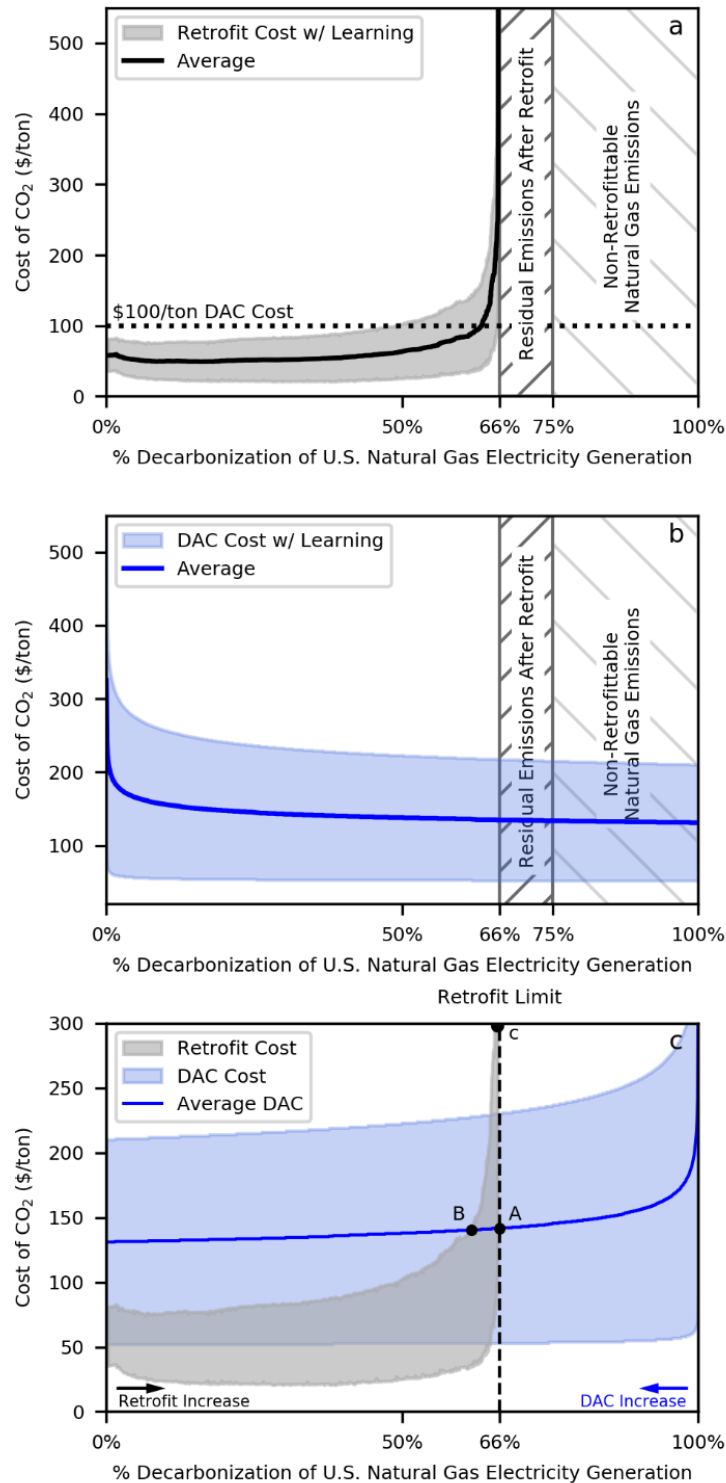 a
Retrofit Cost w/ Learning
Average
550
500
400
300
200
100
0
Cost of CO₂ ($/ton)
$100/ton DAC Cost
Residual Emissions After Retrofit
Non-Retrofittable
Natural Gas Emissions
0%
50%
66%
75%
100%
% Decarbonization of U.S. Natural Gas Electricity Generation
b
DAC Cost w/ Learning
Average
500
400
300
200
100
Cost of CO₂ ($/ton)
Residual Emissions After Retrofit
Non-Retrofittable
Natural Gas Emissions
0%
50%
66%
75%
100%
% Decarbonization of U.S. Natural Gas Electricity Generation
Retrofit Limit
c
C
Retrofit Cost
DAC Cost
Average DAC
300
250
200
150
100
50
0
Cost of CO₂ ($/ton)
B
A
Retrofit Increase
DAC Increase
0%
50%
66%
100%
% Decarbonization of U.S. Natural Gas Electricity Generation